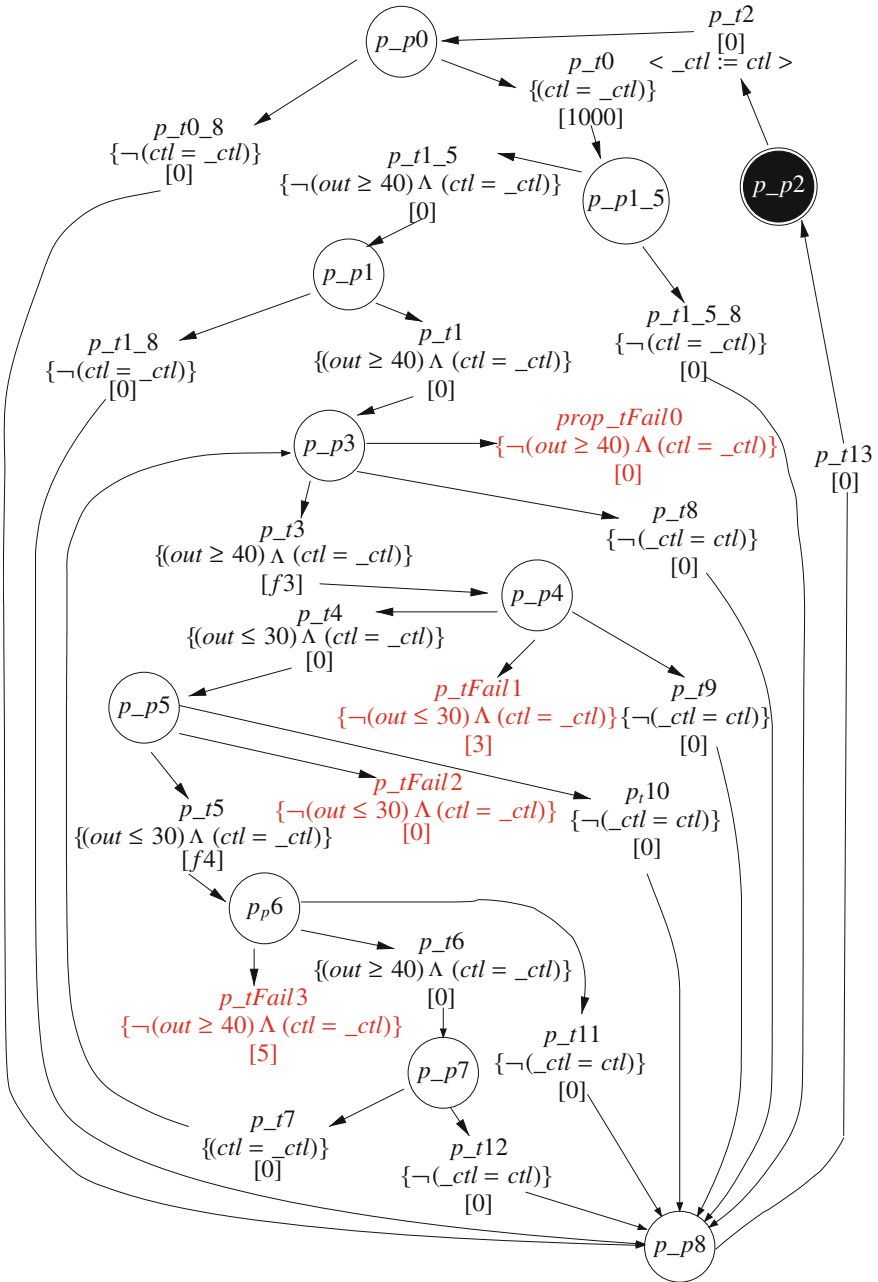 p_t2
[0]
< _ctl := ctl >
p_p0
p_t0
{(ctl = _ctl)}
[1000]
p_t0_8
{¬(ctl = _ctl)}
[0]
p_t1_5
{¬(out ≥ 40) Λ (ctl = _ctl)}
[0]
p_p1_5
p_p2
p_p1
p_t1_8
{¬(ctl = _ctl)}
[0]
p_t1
{(out ≥ 40) Λ (ctl = _ctl)}
[0]
p_t1_5_8
{¬(ctl = _ctl)}
[0]
p_p3
prop_tFail0
{¬(out ≥ 40) Λ (ctl = _ctl)}
[0]
p_t13
[0]
p_t3
{(out ≥ 40) Λ (ctl = _ctl)}
[f3]
p_t8
{¬(_ctl = ctl)}
[0]
p_p4
p_t4
{(out ≤ 30) Λ (ctl = _ctl)}
[0]
p_p5
p_tFail1
{¬(out ≤ 30) Λ (ctl = _ctl)}
[3]
p_t9
{¬(_ctl = ctl)}
[0]
p_t5
{(out ≤ 30) Λ (ctl = _ctl)}
[f4]
p_tFail2
{¬(out ≤ 30) Λ (ctl = _ctl)}
[0]
pₜ10
{¬(_ctl = ctl)}
[0]
pₚ6
p_t6
{(out ≥ 40) Λ (ctl = _ctl)}
[0]
p_tFail3
{¬(out ≥ 40) Λ (ctl = _ctl)}
[5]
p_t11
{¬(_ctl = ctl)}
[0]
p_p7
p_t7
{(ctl = _ctl)}
[0]
p_t12
{¬(_ctl = ctl)}
[0]
p_p8